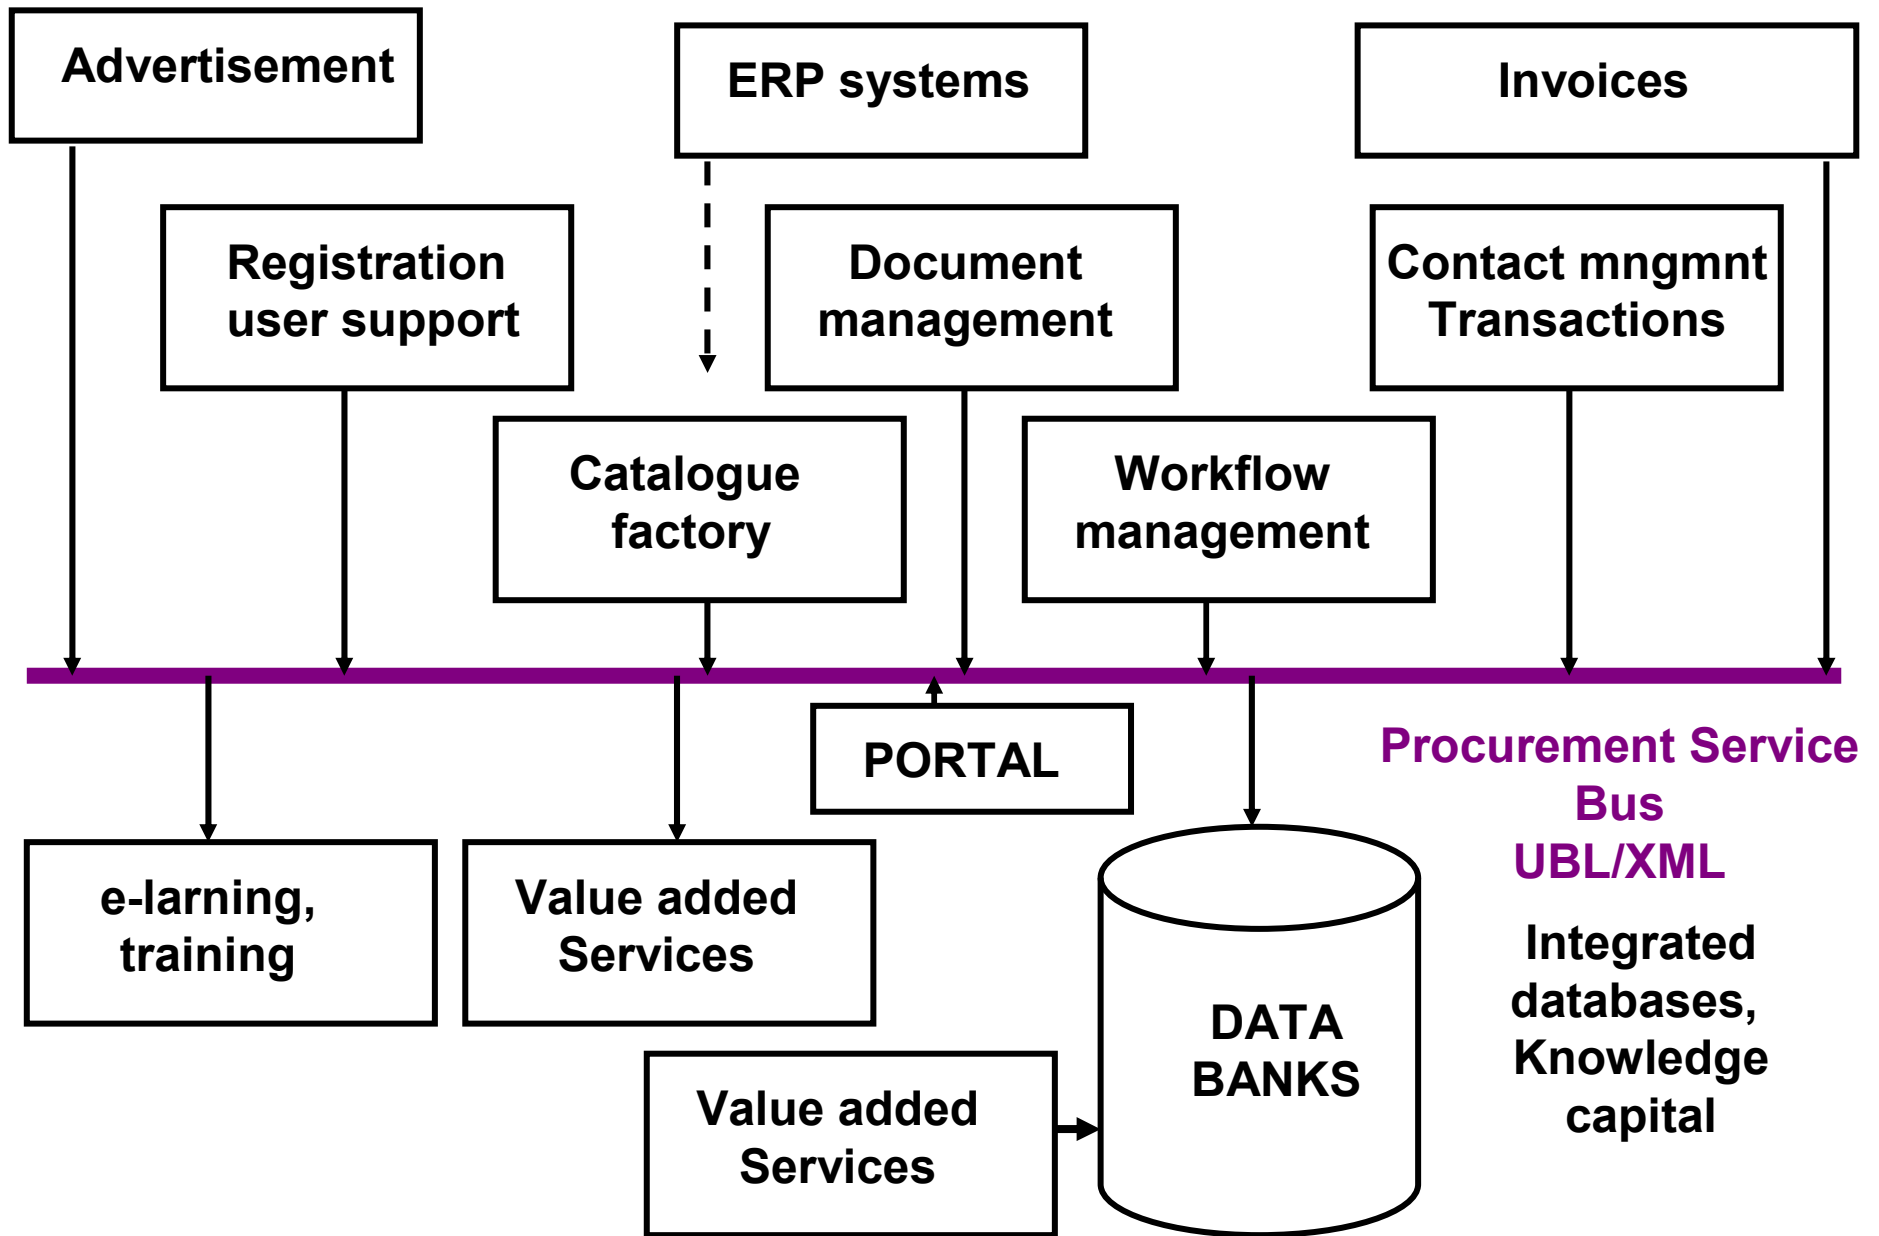 Advertisement
ERP systems
Invoices
Registration
user support
Document
management
Contact mngmnt
Transactions
Catalogue
factory
Workflow
management
PORTAL
Procurement Service
Bus
UBL/XML
e-larning,
training
Value added
Services
Integrated
databases,
Knowledge
capital
DATA
BANKS
Value added
Services